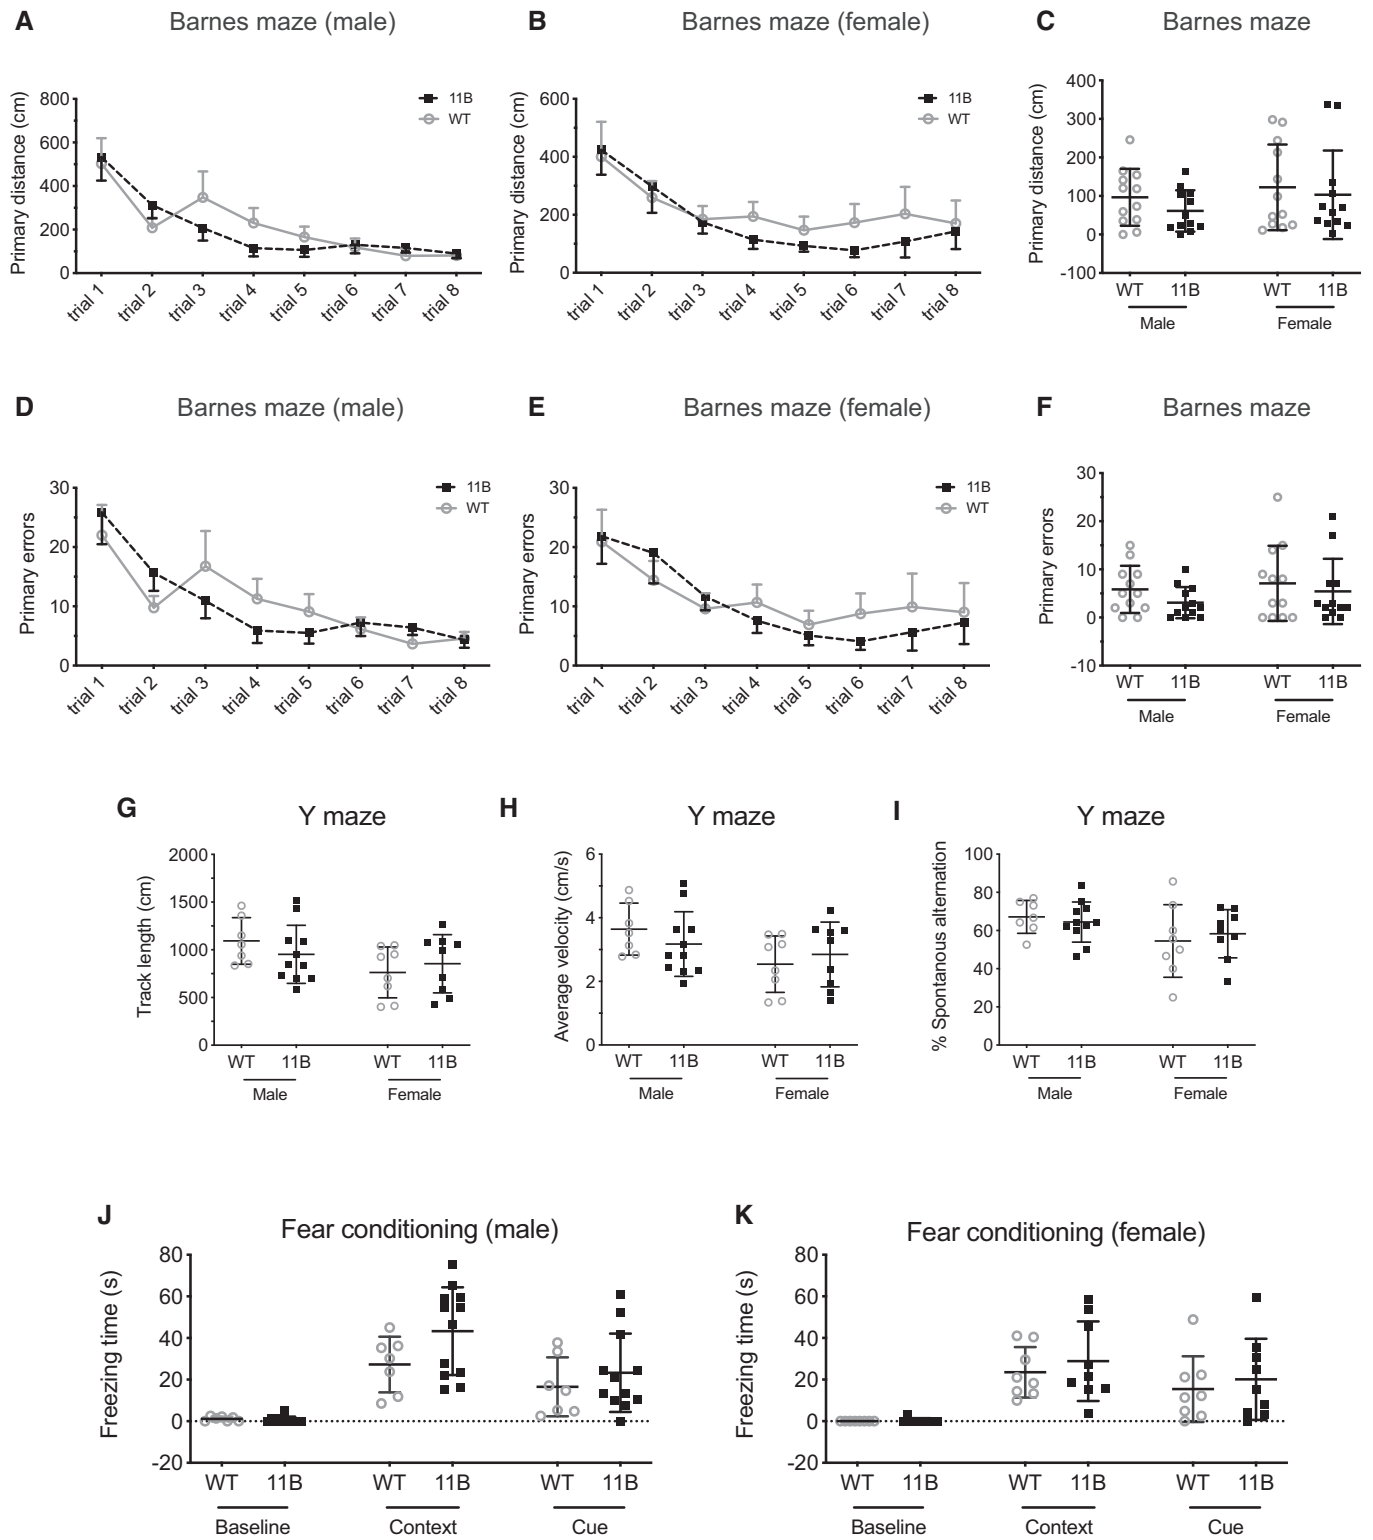 A Barnes maze (male)
Primary distance (cm)
800
600
400
200
0
11B
WT
trial 1 trial 2 trial 3 trial 4 trial 5 trial 6 trial 7 trial 8
B Barnes maze (female)
Primary distance (cm)
600
400
200
0
11B
WT
trial 1 trial 2 trial 3 trial 4 trial 5 trial 6 trial 7 trial 8
C Barnes maze
Primary distance (cm)
400
300
200
100
0
-100
WT 11B WT 11B
Male Female
D Barnes maze (male)
Primary errors
30
20
10
0
11B
WT
trial 1 trial 2 trial 3 trial 4 trial 5 trial 6 trial 7 trial 8
E Barnes maze (female)
Primary errors
30
20
10
0
11B
WT
trial 1 trial 2 trial 3 trial 4 trial 5 trial 6 trial 7 trial 8
F Barnes maze
Primary errors
30
20
10
0
-10
WT 11B WT 11B
Male Female
G Y maze
Track length (cm)
2000
1500
1000
500
0
WT 11B WT 11B
Male Female
H Y maze
Average velocity (cm/s)
6
4
2
0
WT 11B WT 11B
Male Female
I Y maze
% Spontanous alternation
100
80
60
40
20
0
WT 11B WT 11B
Male Female
J Fear conditioning (male)
Freezing time (s)
80
60
40
20
0
-20
WT 11B WT 11B WT 11B
Baseline Context Cue
K Fear conditioning (female)
Freezing time (s)
80
60
40
20
0
-20
WT 11B WT 11B WT 11B
Baseline Context Cue